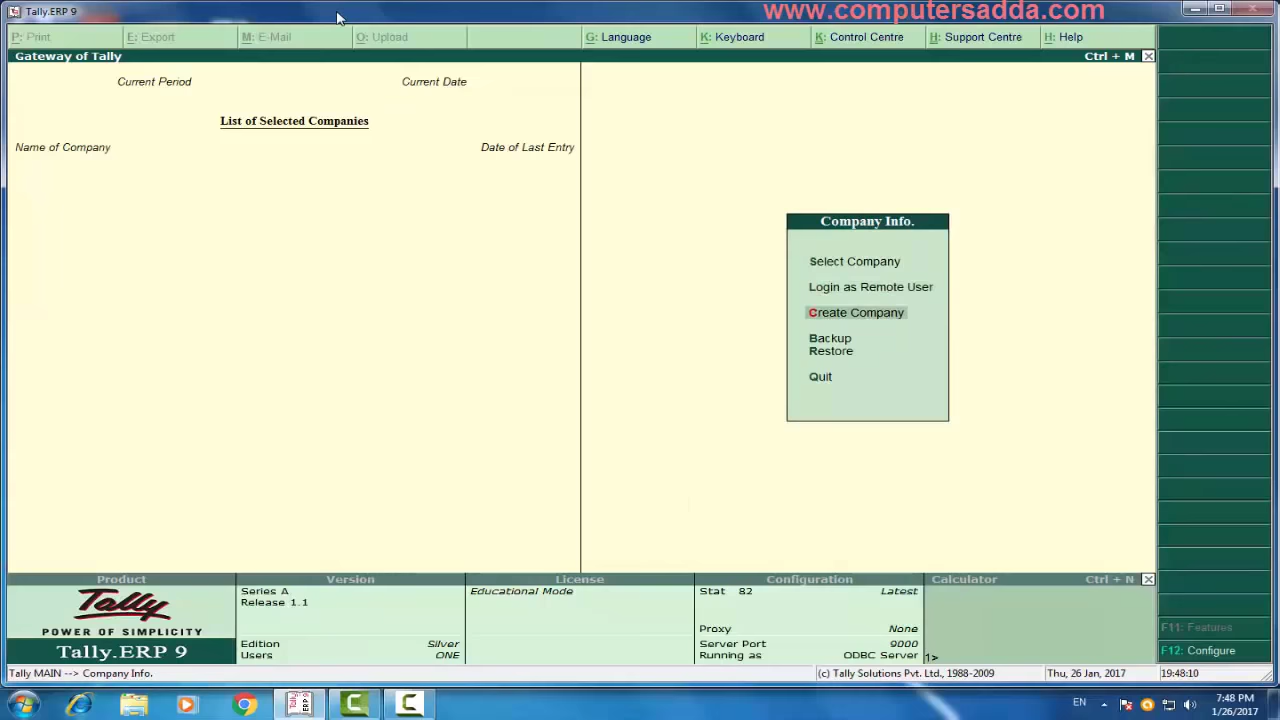 www.computersadda.com
Tally.ERP 9
P: Print E: Export M: E-Mail O: Upload G: Language K: Keyboard K: Control Centre H: Support Centre H: Help
Gateway of Tally Ctrl + M
Current Period Current Date
List of Selected Companies
Name of Company Date of Last Entry
Company Info.
Select Company
Login as Remote User
Create Company
Backup
Restore
Quit
Product Version License Configuration Calculator Ctrl + N
Tally
POWER OF SIMPLICITY
Tally.ERP 9
Series A
Release 1.1
Edition Silver
Users ONE
Educational Mode
Stat 82 Latest
Proxy None
Server Port 9000
Running as ODBC Server
1>
F11: Features
F12: Configure
Tally MAIN --> Company Info. (c) Tally Solutions Pvt. Ltd., 1988-2009 Thu, 26 Jan, 2017 19:48:10
EN 7:48 PM
1/26/2017